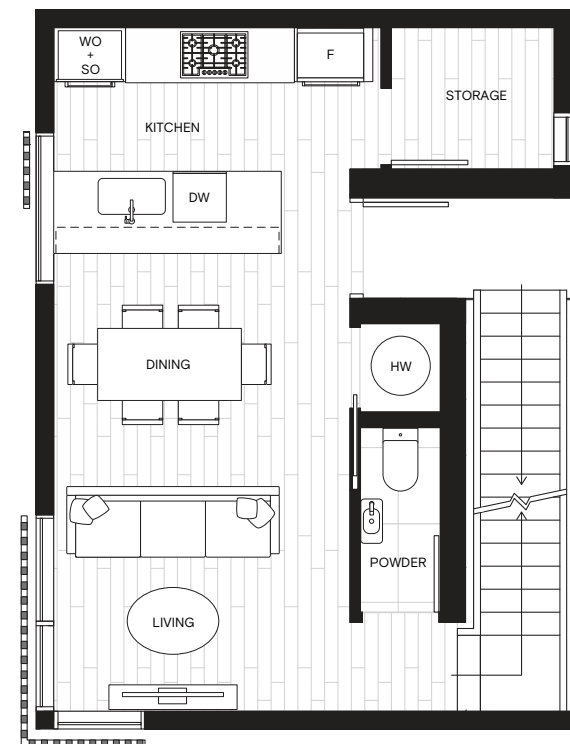 WO
+
SO
F
STORAGE
KITCHEN
DW
DINING
HW
POWDER
LIVING